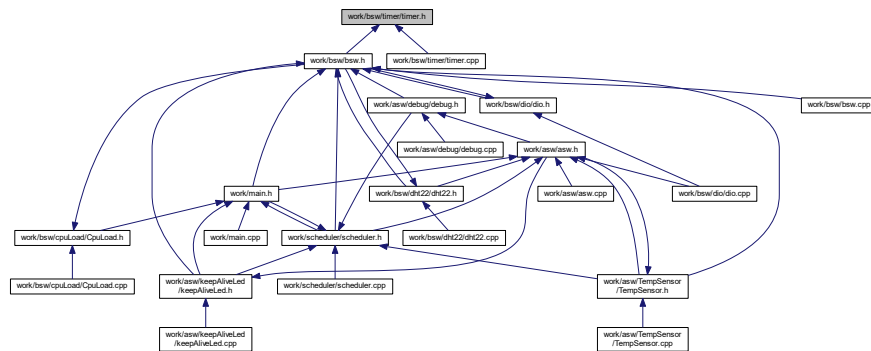 work/bsw/timer/timer.h
work/bsw/bsw.h
work/bsw/timer/timer.cpp
work/asw/debug/debug.h
work/bsw/dio/dio.h
work/bsw/bsw.cpp
work/asw/debug/debug.cpp
work/asw/asw.h
work/main.h
work/bsw/dht22/dht22.h
work/asw/asw.cpp
work/bsw/dio/dio.cpp
work/bsw/cpuLoad/CpuLoad.h
work/main.cpp
work/scheduler/scheduler.h
work/bsw/dht22/dht22.cpp
work/bsw/cpuLoad/CpuLoad.cpp
work/asw/keepAliveLed
/keepAliveLed.h
work/scheduler/scheduler.cpp
work/asw/TempSensor
/TempSensor.h
work/asw/keepAliveLed
/keepAliveLed.cpp
work/asw/TempSensor
/TempSensor.cpp